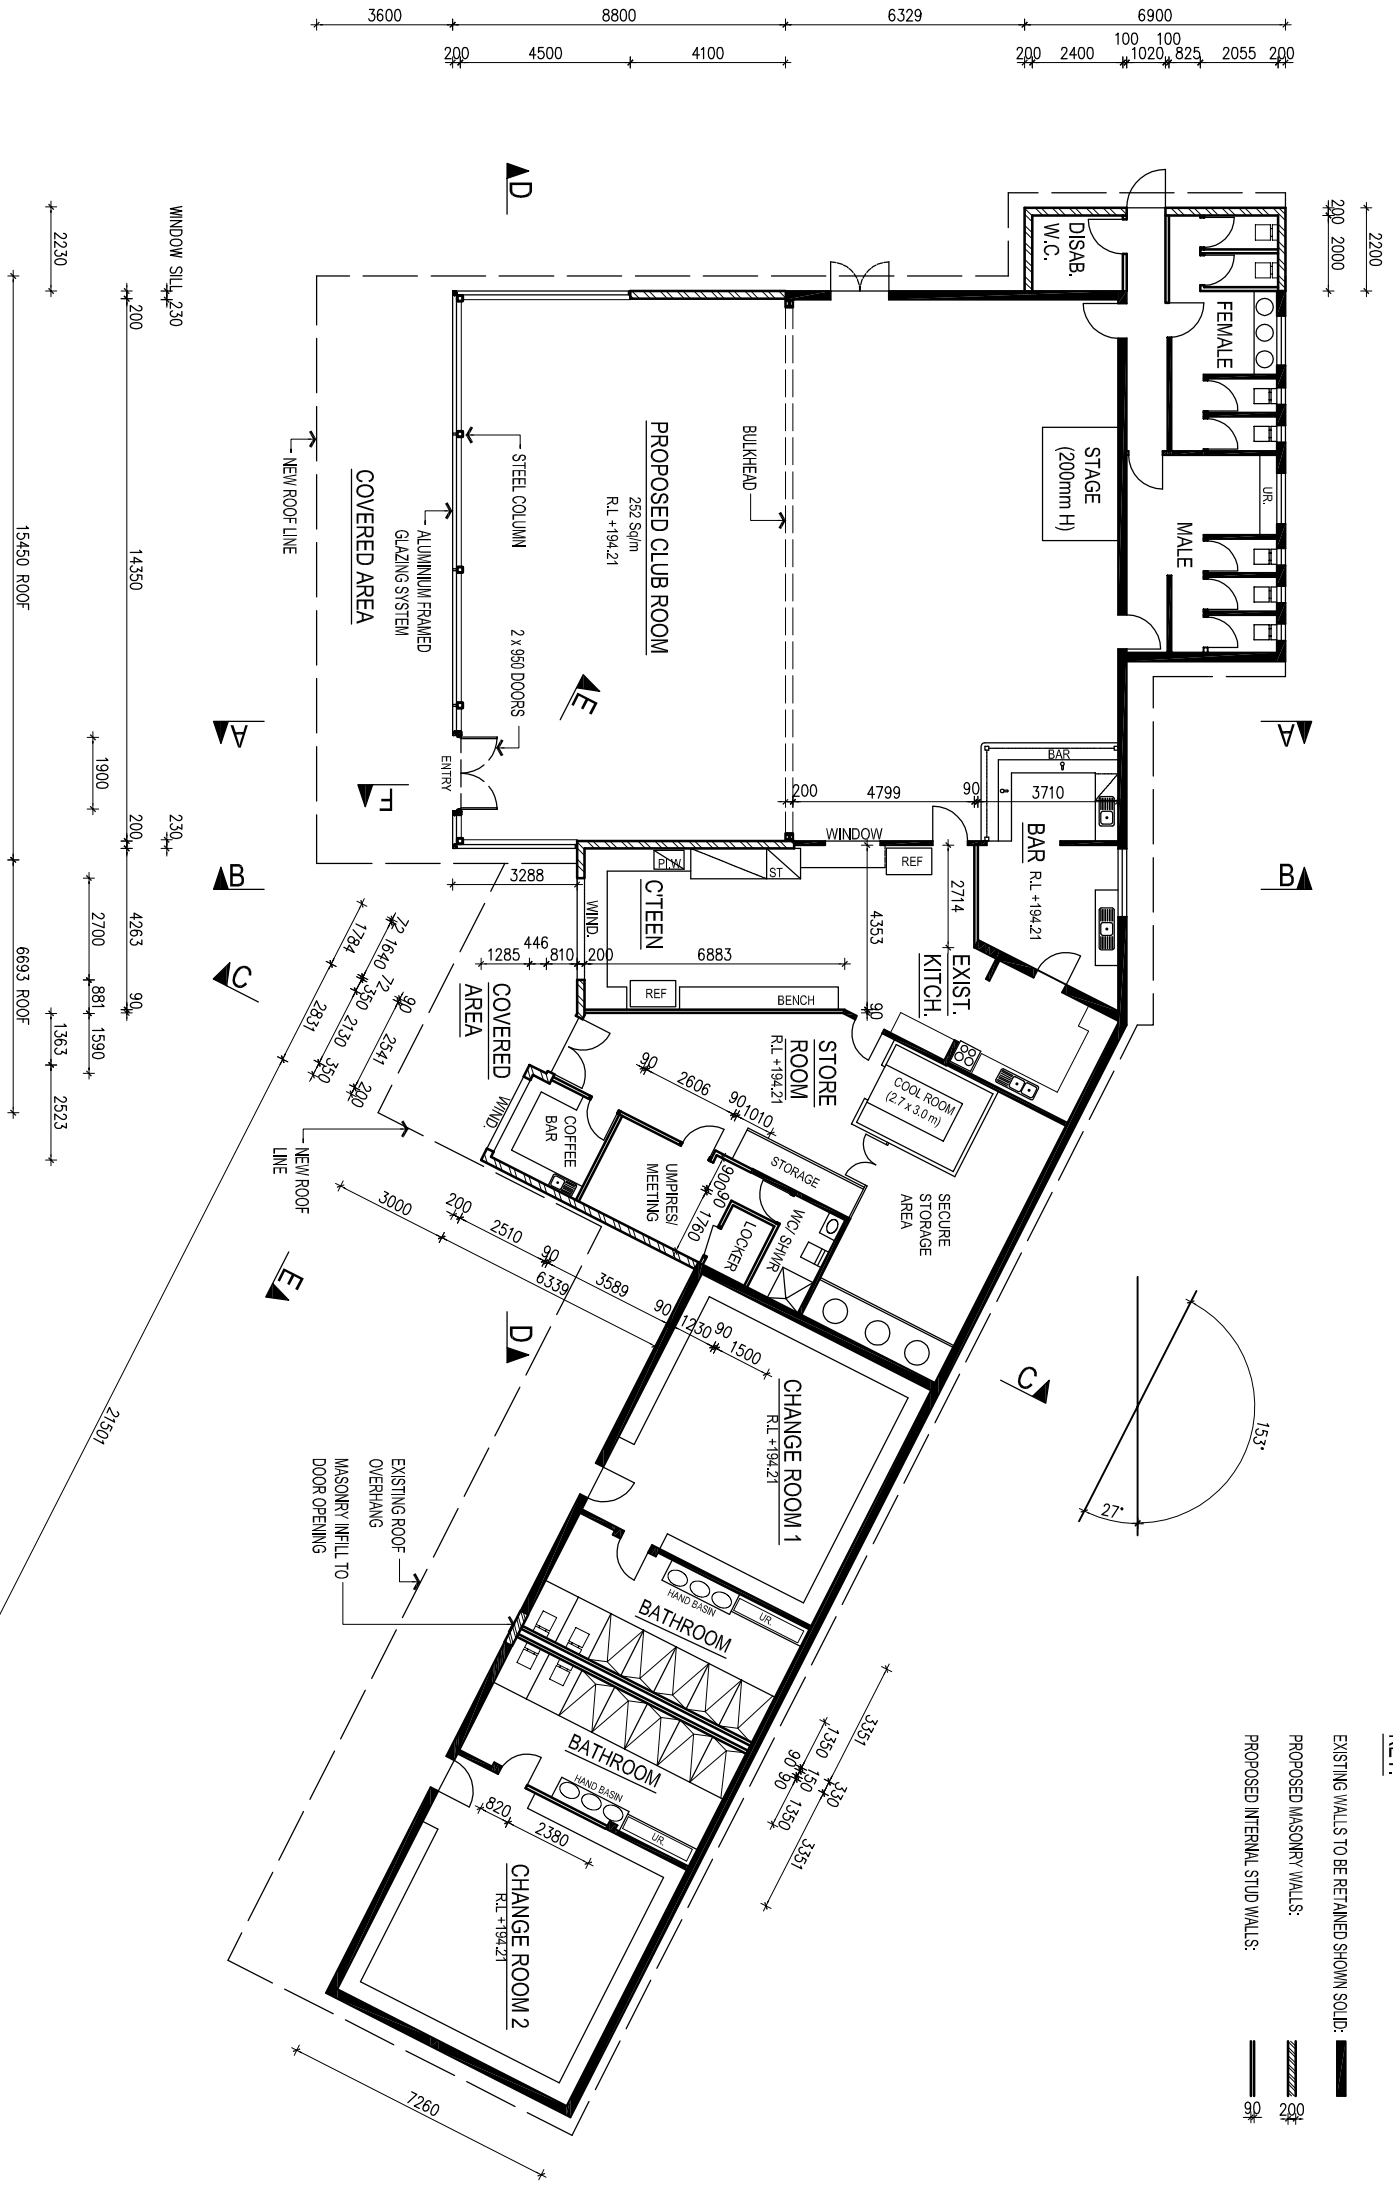 3600
8800
6329
6900
200
4500
4100
200
2400
100
1020
100
825
2055
200
200
2000
2200
2230
WINDOW SILL
230
200
14350
15450 ROOF
1900
200
230
4263
90
2700
881
1590
1363
2523
6693 ROOF
D
DISAB.
W.C.
FEMALE
STAGE
(200mm H)
UR.
MALE
BULKHEAD
PROPOSED CLUB ROOM
252 Sq/m
R.L +194.21
STEEL COLUMN
ALUMINIUM FRAMED
GLAZING SYSTEM
COVERED AREA
NEW ROOF LINE
2 x 950 DOORS
E
A
A
F
ENTRY
BAR
200
4799
90
3710
WINDOW
BAR R.L +194.21
B
B
REF
P.W
ST
3288
C'TEEN
WIND.
4353
2714
EXIST.
KITCH.
1285
446
810
200
6883
REF
BENCH
90
C
COVERED
AREA
72
1640
72
1784
350
2130
350
2831
90
2541
200
STORE
ROOM
R.L +194.21
COOL ROOM
(2.7 x 3.0 m)
90
2606
90
1010
WIND.
COFFEE
BAR
UMPIRES/
MEETING
STORAGE
SECURE
STORAGE
AREA
900
90
1760
LOCKER
WC/ SHWR
NEW ROOF
LINE
3000
200
2510
90
6339
3589
90
1230
90
1500
E
D
C
153°
27°
21501
CHANGE ROOM 1
R.L +194.21
EXISTING ROOF
OVERHANG
MASONRY INFILL TO
DOOR OPENING
HAND BASIN
UR.
BATHROOM
BATHROOM
HAND BASIN
UR.
820
2380
3351
330
3351
1350
90
150
90
1350
CHANGE ROOM 2
R.L +194.21
7260
EXISTING WALLS TO BE RETAINED SHOWN SOLID:
PROPOSED MASONRY WALLS:
200
PROPOSED INTERNAL STUD WALLS:
90